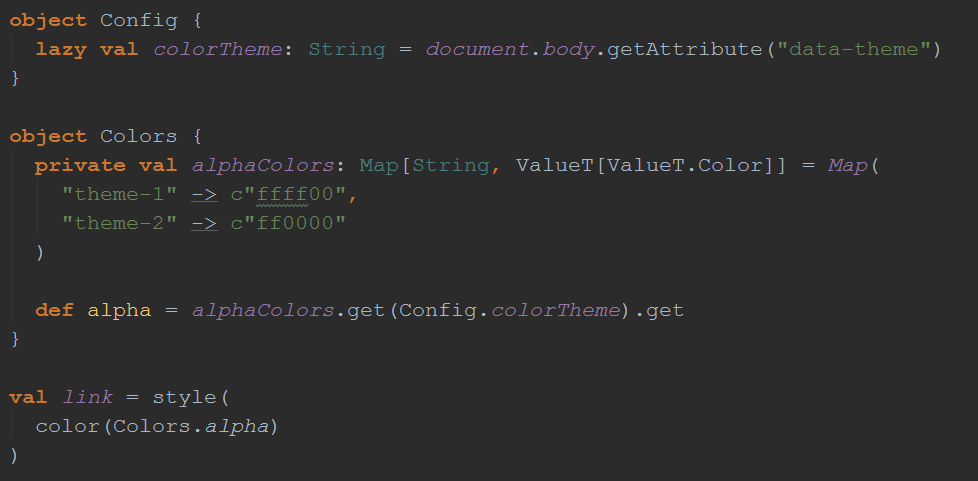 object Config {
  lazy val colorTheme: String = document.body.getAttribute("data-theme")
}

object Colors {
  private val alphaColors: Map[String, ValueT[ValueT.Color]] = Map(
    "theme-1" -> c"ffff00",
    "theme-2" -> c"ff0000"
  )

  def alpha = alphaColors.get(Config.colorTheme).get
}

val link = style(
  color(Colors.alpha)
)